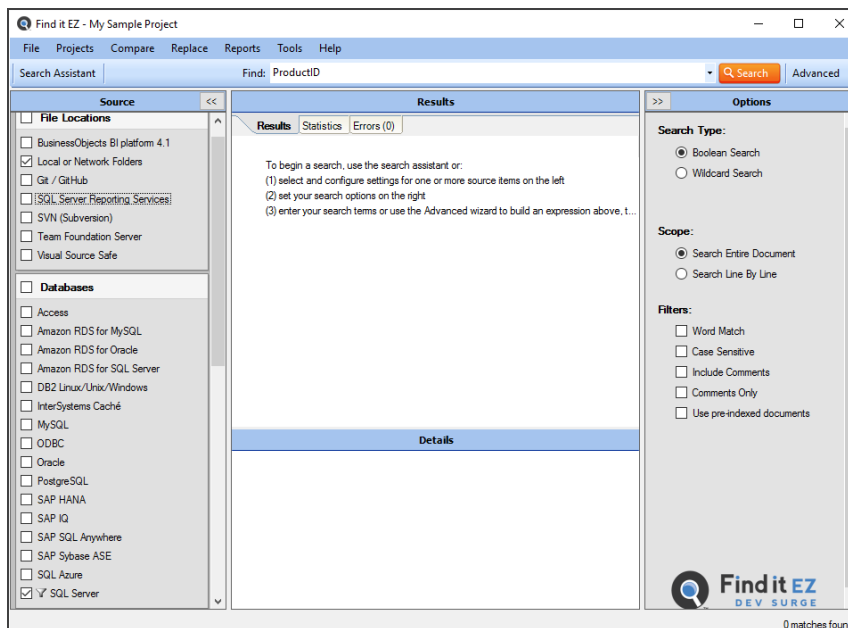 Find it EZ - My Sample Project
File Projects Compare Replace Reports Tools Help
Search Assistant Find: ProductID Search Advanced
Source <<
File Locations
BusinessObjects BI platform 4.1
Local or Network Folders
Git / GitHub
SQL Server Reporting Services
SVN (Subversion)
Team Foundation Server
Visual Source Safe
Databases
Access
Amazon RDS for MySQL
Amazon RDS for Oracle
Amazon RDS for SQL Server
DB2 Linux/Unix/Windows
InterSystems Caché
MySQL
ODBC
Oracle
PostgreSQL
SAP HANA
SAP IQ
SAP SQL Anywhere
SAP Sybase ASE
SQL Azure
SQL Server
Results
Results Statistics Errors (0)
To begin a search, use the search assistant or:
(1) select and configure settings for one or more source items on the left
(2) set your search options on the right
(3) enter your search terms or use the Advanced wizard to build an expression above, t...
Details
>> Options
Search Type:
Boolean Search
Wildcard Search
Scope:
Search Entire Document
Search Line By Line
Filters:
Word Match
Case Sensitive
Include Comments
Comments Only
Use pre-indexed documents
Find it EZ
DEV SURGE
0 matches foun